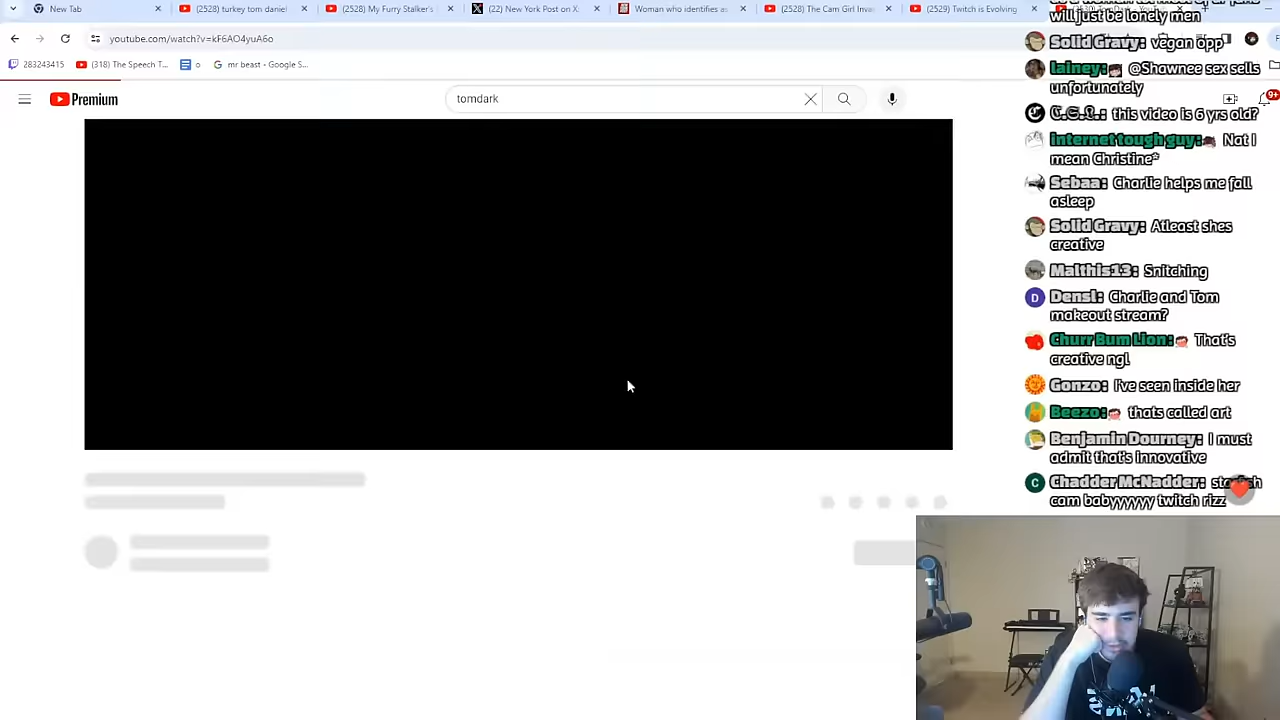 New Tab
(2528) turkey tom daniel
(2528) My Furry Stalker's
(22) New York Post on X:
Woman who identifies as
(2528) The Cam Girl Inva
(2529) Twitch is Evolving
youtube.com/watch?v=kF6AO4yuA6o
283243415
(318) The Speech T...
o
mr beast - Google S...
Premium
tomdark
9+
will just be lonely men
Solid Gravy: vegan opp
lainey: @Shawnee sex sells
unfortunately
C.S.L.: this video is 6 yrs old?
internet tough guy: Nat I
mean Christine*
Sebaa: Charlie helps me fall
asleep
Solid Gravy: Atleast shes
creative
Malthis13: Snitching
Densl: Charlie and Tom
makeout stream?
Churr Bum Lion: That's
creative ngl
Gonzo: I've seen inside her
Beezo: thats called art
Benjamin Dourney: I must
admit that's innovative
Chadder McNadder:
cam babyyyyyy twitch rizz